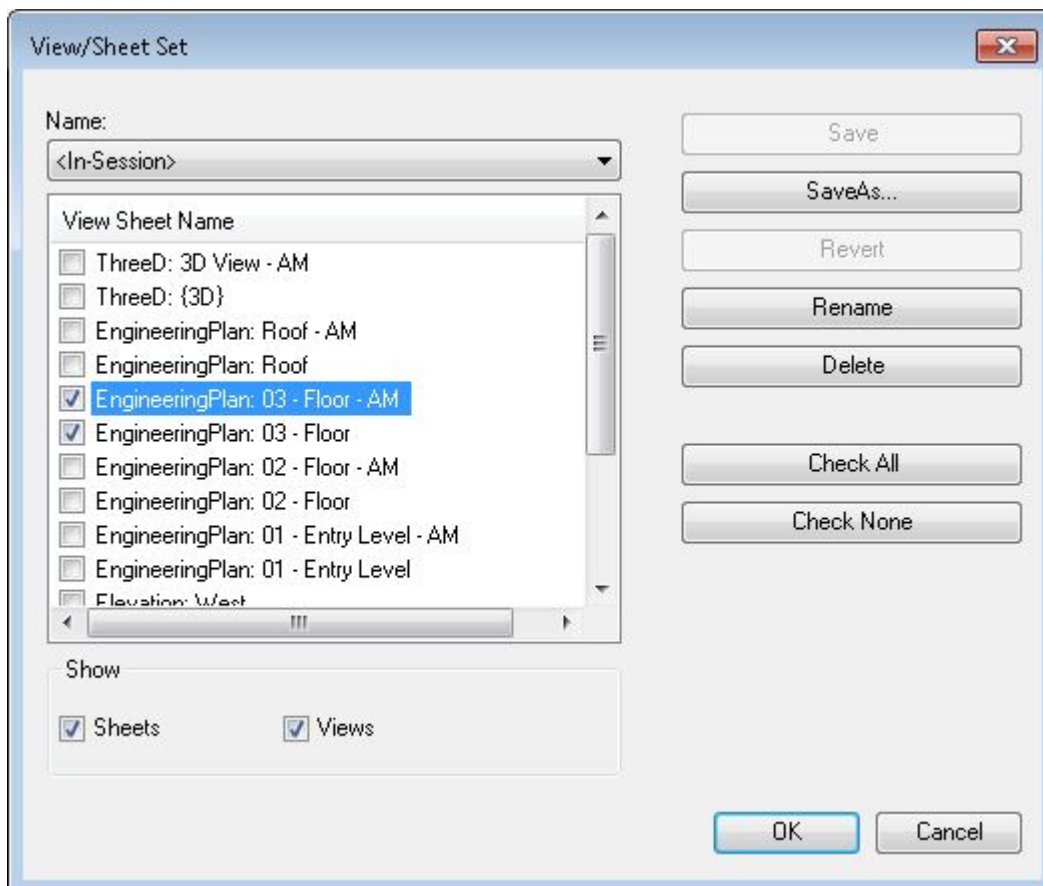 View/Sheet Set
Name:
<In-Session>
View Sheet Name
ThreeD: 3D View - AM
ThreeD: {3D}
EngineeringPlan: Roof - AM
EngineeringPlan: Roof
EngineeringPlan: 03 - Floor - AM
EngineeringPlan: 03 - Floor
EngineeringPlan: 02 - Floor - AM
EngineeringPlan: 02 - Floor
EngineeringPlan: 01 - Entry Level - AM
EngineeringPlan: 01 - Entry Level
Elevation: West
Show
Sheets
Views
Save
SaveAs...
Revert
Rename
Delete
Check All
Check None
OK
Cancel